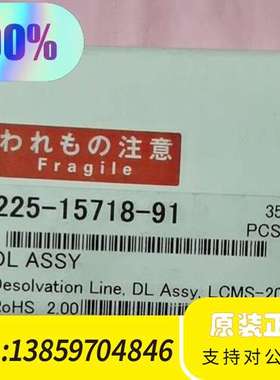 00%
われもの注意
Fragile
225-15718-91
35
PCS
DL ASSY
Desolvation Line, DL Assy, LCMS-20
RoHS 2.00
原装正
:13859704846
支持对公